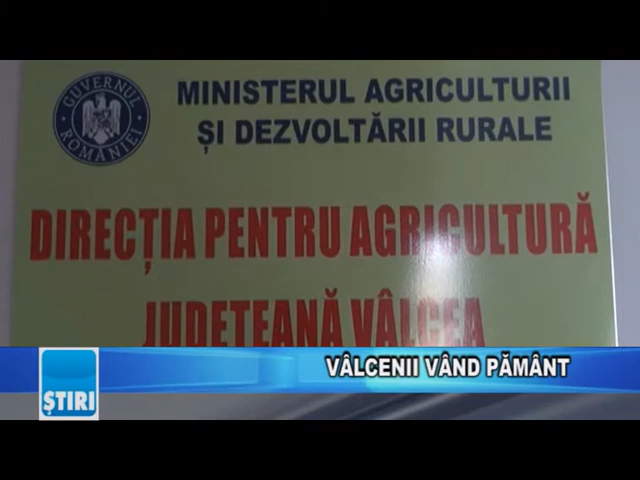 GUVERNUL ROMÂNIEI
MINISTERUL AGRICULTURII
ȘI DEZVOLTĂRII RURALE
DIRECȚIA PENTRU AGRICULTURĂ
JUDEȚEANĂ VÂLCEA
VÂLCENII VÂND PĂMÂNT
ȘTIRI